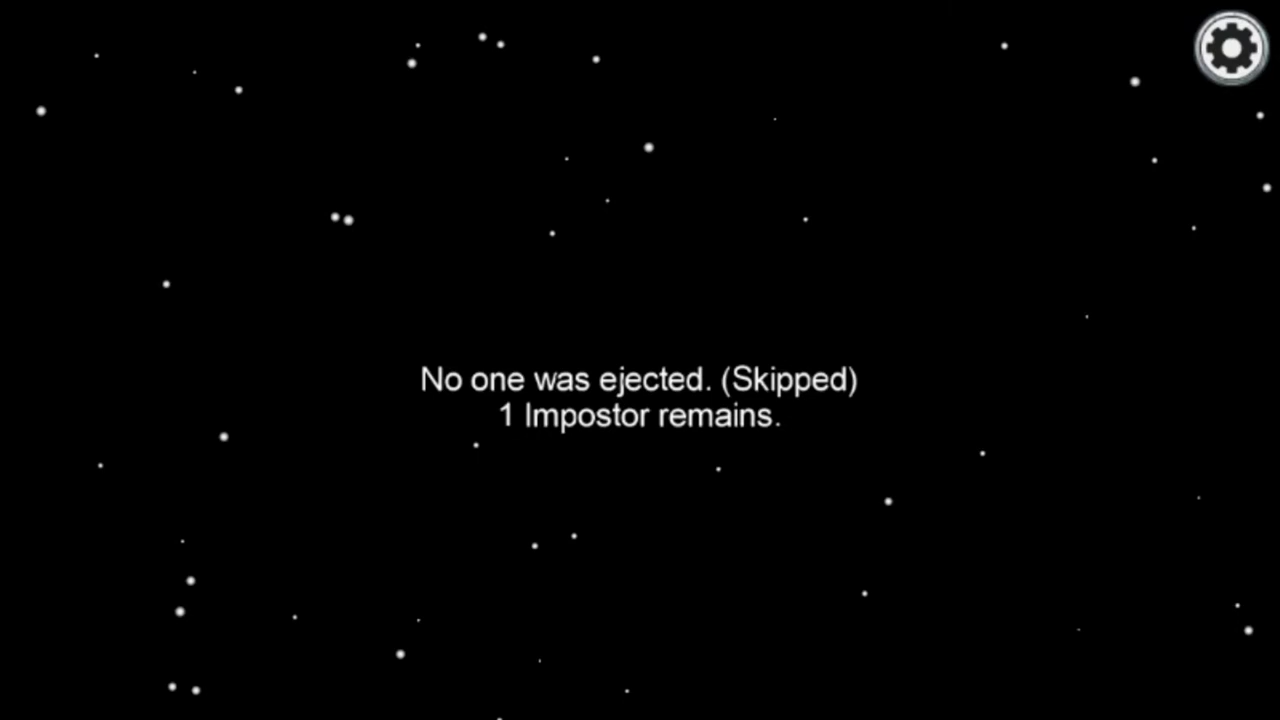 No one was ejected. (Skipped)
1 Impostor remains.